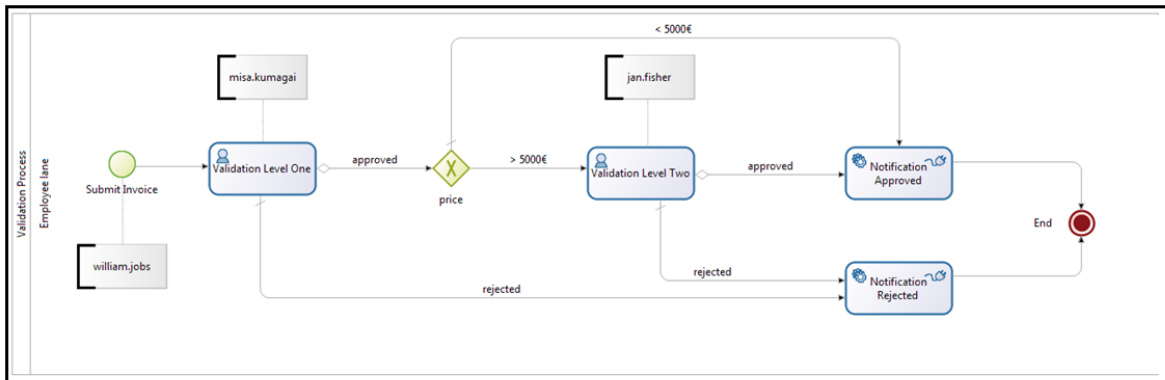 Validation Process
Employee lane
< 5000€
misa.kumagai
jan.fisher
Submit Invoice
Validation Level One
approved
price
> 5000€
Validation Level Two
approved
Notification
Approved
william.jobs
rejected
rejected
Notification
Rejected
End